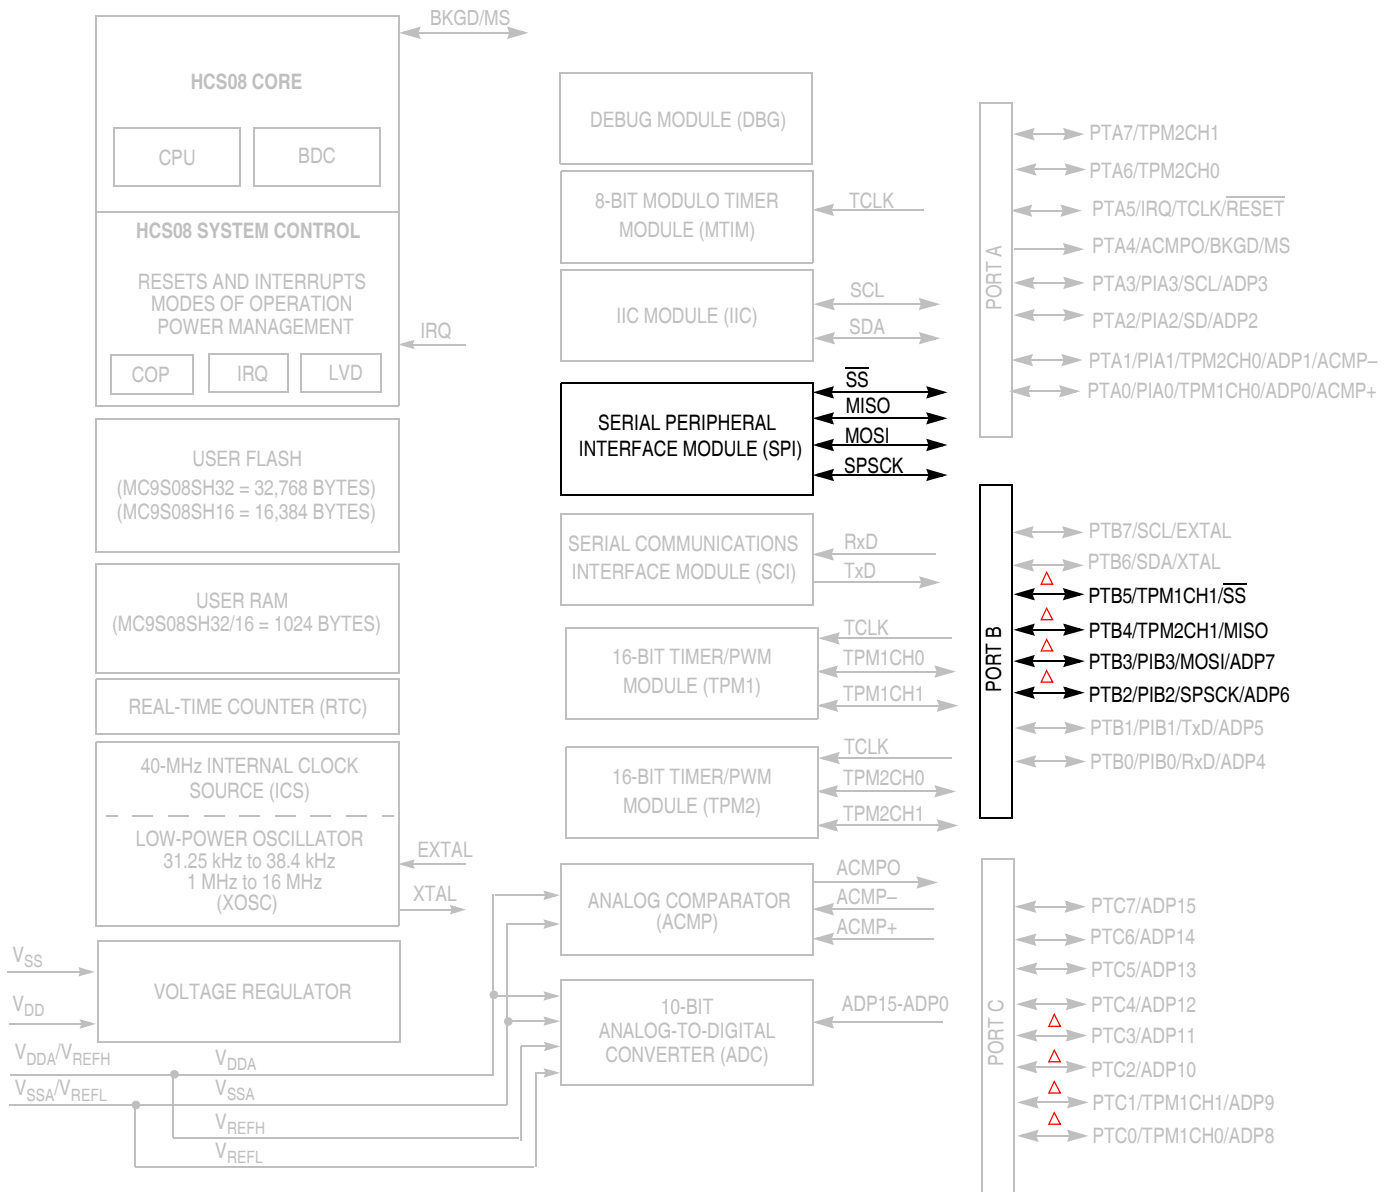 BKGD/MS
HCS08 CORE
CPU
BDC
HCS08 SYSTEM CONTROL
RESETS AND INTERRUPTS
MODES OF OPERATION
POWER MANAGEMENT
IRQ
COP
IRQ
LVD
USER FLASH
(MC9S08SH32 = 32,768 BYTES)
(MC9S08SH16 = 16,384 BYTES)
USER RAM
(MC9S08SH32/16 = 1024 BYTES)
REAL-TIME COUNTER (RTC)
40-MHz INTERNAL CLOCK
SOURCE (ICS)
LOW-POWER OSCILLATOR
31.25 kHz to 38.4 kHz
1 MHz to 16 MHz
(XOSC)
EXTAL
XTAL
VSS
VDD
VOLTAGE REGULATOR
VDDA/VREFH
VSSA/VREFL
VDDA
VSSA
VREFH
VREFL
DEBUG MODULE (DBG)
8-BIT MODULO TIMER
MODULE (MTIM)
TCLK
IIC MODULE (IIC)
SCL
SDA
SERIAL PERIPHERAL
INTERFACE MODULE (SPI)
SS
MISO
MOSI
SPSCK
SERIAL COMMUNICATIONS
INTERFACE MODULE (SCI)
RxD
TxD
16-BIT TIMER/PWM
MODULE (TPM1)
TCLK
TPM1CH0
TPM1CH1
16-BIT TIMER/PWM
MODULE (TPM2)
TCLK
TPM2CH0
TPM2CH1
ANALOG COMPARATOR
(ACMP)
ACMPO
ACMP–
ACMP+
10-BIT
ANALOG-TO-DIGITAL
CONVERTER (ADC)
ADP15-ADP0
PORT A
PTA7/TPM2CH1
PTA6/TPM2CH0
PTA5/IRQ/TCLK/RESET
PTA4/ACMPO/BKGD/MS
PTA3/PIA3/SCL/ADP3
PTA2/PIA2/SD/ADP2
PTA1/PIA1/TPM2CH0/ADP1/ACMP–
PTA0/PIA0/TPM1CH0/ADP0/ACMP+
PORT B
PTB7/SCL/EXTAL
PTB6/SDA/XTAL
PTB5/TPM1CH1/SS
PTB4/TPM2CH1/MISO
PTB3/PIB3/MOSI/ADP7
PTB2/PIB2/SPSCK/ADP6
PTB1/PIB1/TxD/ADP5
PTB0/PIB0/RxD/ADP4
PORT C
PTC7/ADP15
PTC6/ADP14
PTC5/ADP13
PTC4/ADP12
PTC3/ADP11
PTC2/ADP10
PTC1/TPM1CH1/ADP9
PTC0/TPM1CH0/ADP8